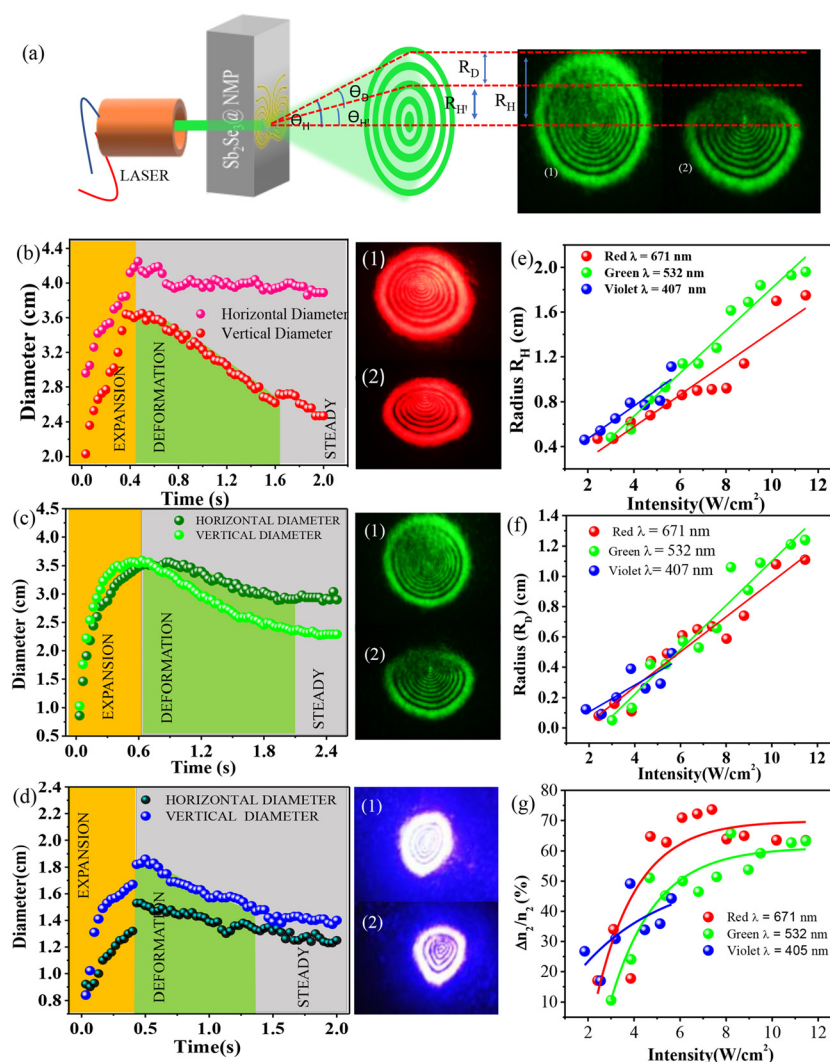 (a)
LASER
Sb2Se3@ NMP
ΘH
ΘD
ΘH'
RD
RH'
RH
(1)
(2)
(b)
Diameter (cm)
4.4
4.0
3.6
3.2
2.8
2.4
2.0
EXPANSION
DEFORMATION
STEADY
Horizontal Diameter
Vertical Diameter
0.0 0.4 0.8 1.2 1.6 2.0
Time (s)
(1)
(2)
(e)
Radius RH (cm)
2.0
1.6
1.2
0.8
0.4
Red λ = 671 nm
Green λ = 532 nm
Violet λ = 407 nm
2 4 6 8 10 12
Intensity(W/cm2)
(c)
Diameter (cm)
4.5
4.0
3.5
3.0
2.5
2.0
1.5
1.0
0.5
EXPANSION
DEFORMATION
STEADY
HORIZONTAL DIAMETER
VERTICAL DIAMETER
0.0 0.6 1.2 1.8 2.4
Time (s)
(1)
(2)
(f)
Radius (RD) (cm)
1.4
1.2
1.0
0.8
0.6
0.4
0.2
0.0
Red λ = 671 nm
Green λ = 532 nm
Violet λ = 407 nm
2 4 6 8 10 12
Intensity(W/cm2)
(d)
Diameter (cm)
2.4
2.2
2.0
1.8
1.6
1.4
1.2
1.0
0.8
EXPANSION
DEFORMATION
STEADY
HORIZONTAL DIAMETER
VERTICAL DIAMETER
0.0 0.5 1.0 1.5 2.0
Time(s)
(1)
(2)
(g)
Δn2/n2 (%)
80
70
60
50
40
30
20
10
Red λ = 671 nm
Green λ = 532 nm
Violet λ = 405 nm
2 4 6 8 10 12
Intensity (W/cm2)